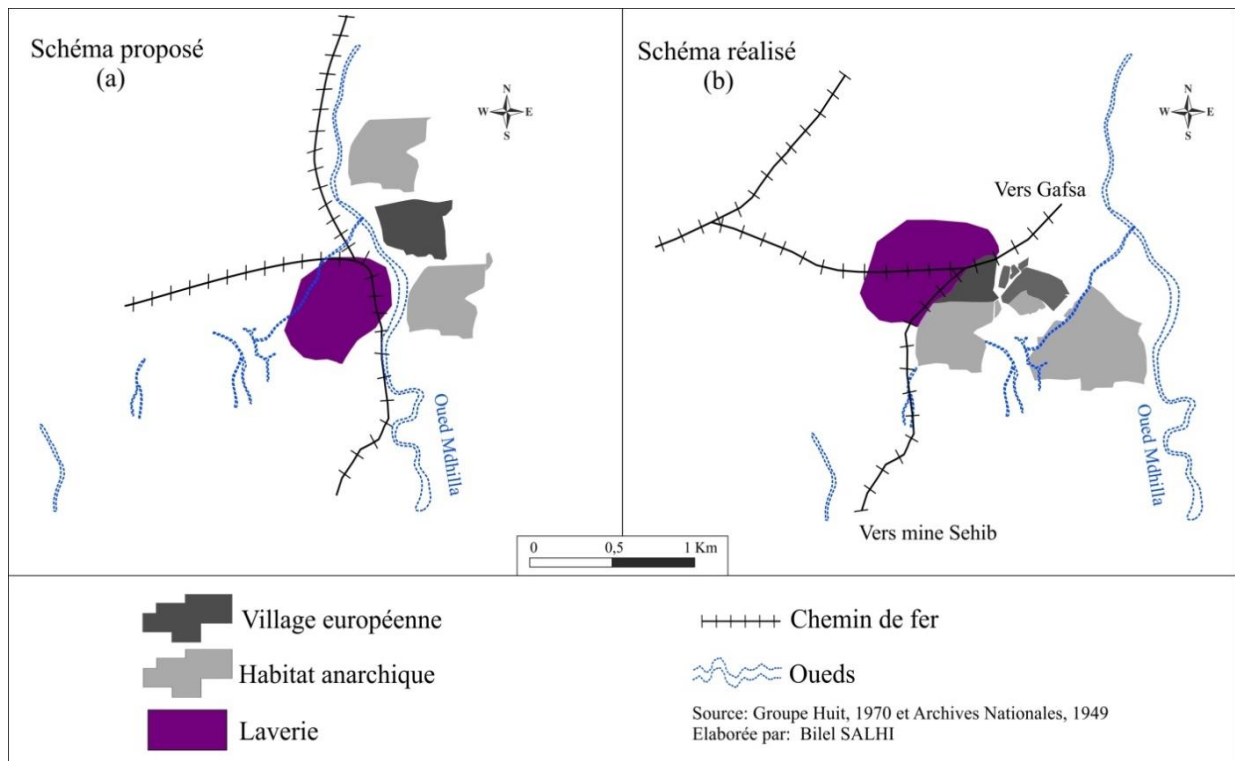 Schéma proposé
(a)
N
W
E
S
Oued Mdhilla
Schéma réalisé
(b)
N
W
E
S
Vers Gafsa
Oued Mdhilla
Vers mine Sehib
0
0,5
1 Km
Village européenne
Habitat anarchique
Laverie
Chemin de fer
Oueds
Source: Groupe Huit, 1970 et Archives Nationales, 1949
Elaborée par: Bilel SALHI